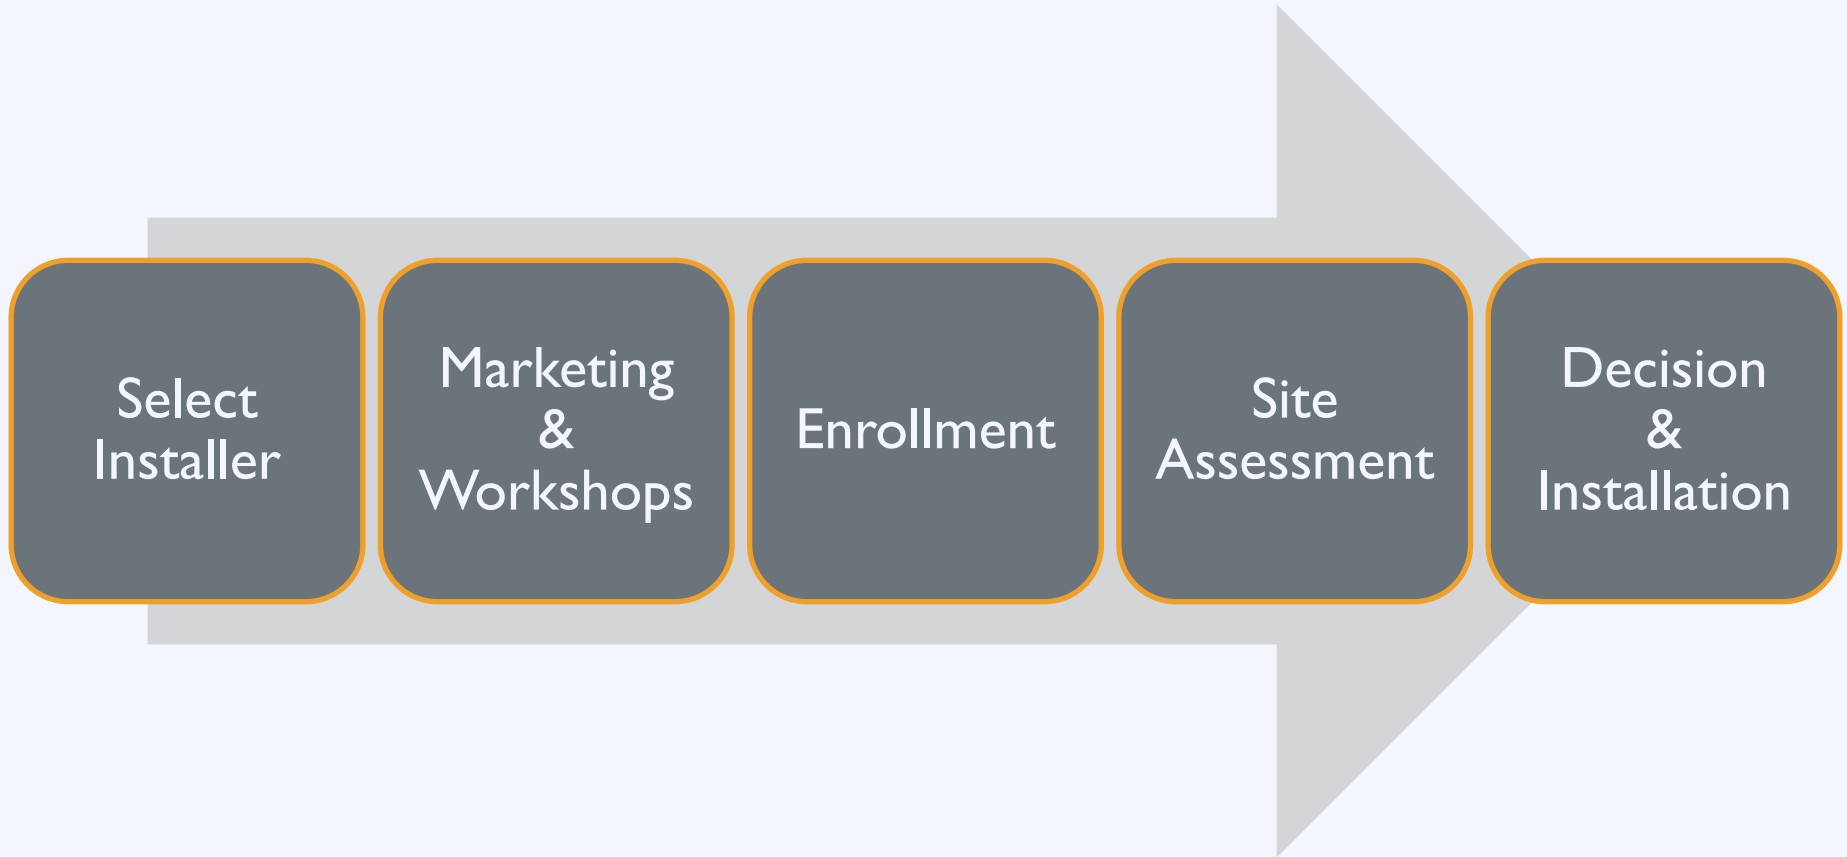 Select
Installer
Marketing
&
Workshops
Enrollment
Site
Assessment
Decision
&
Installation